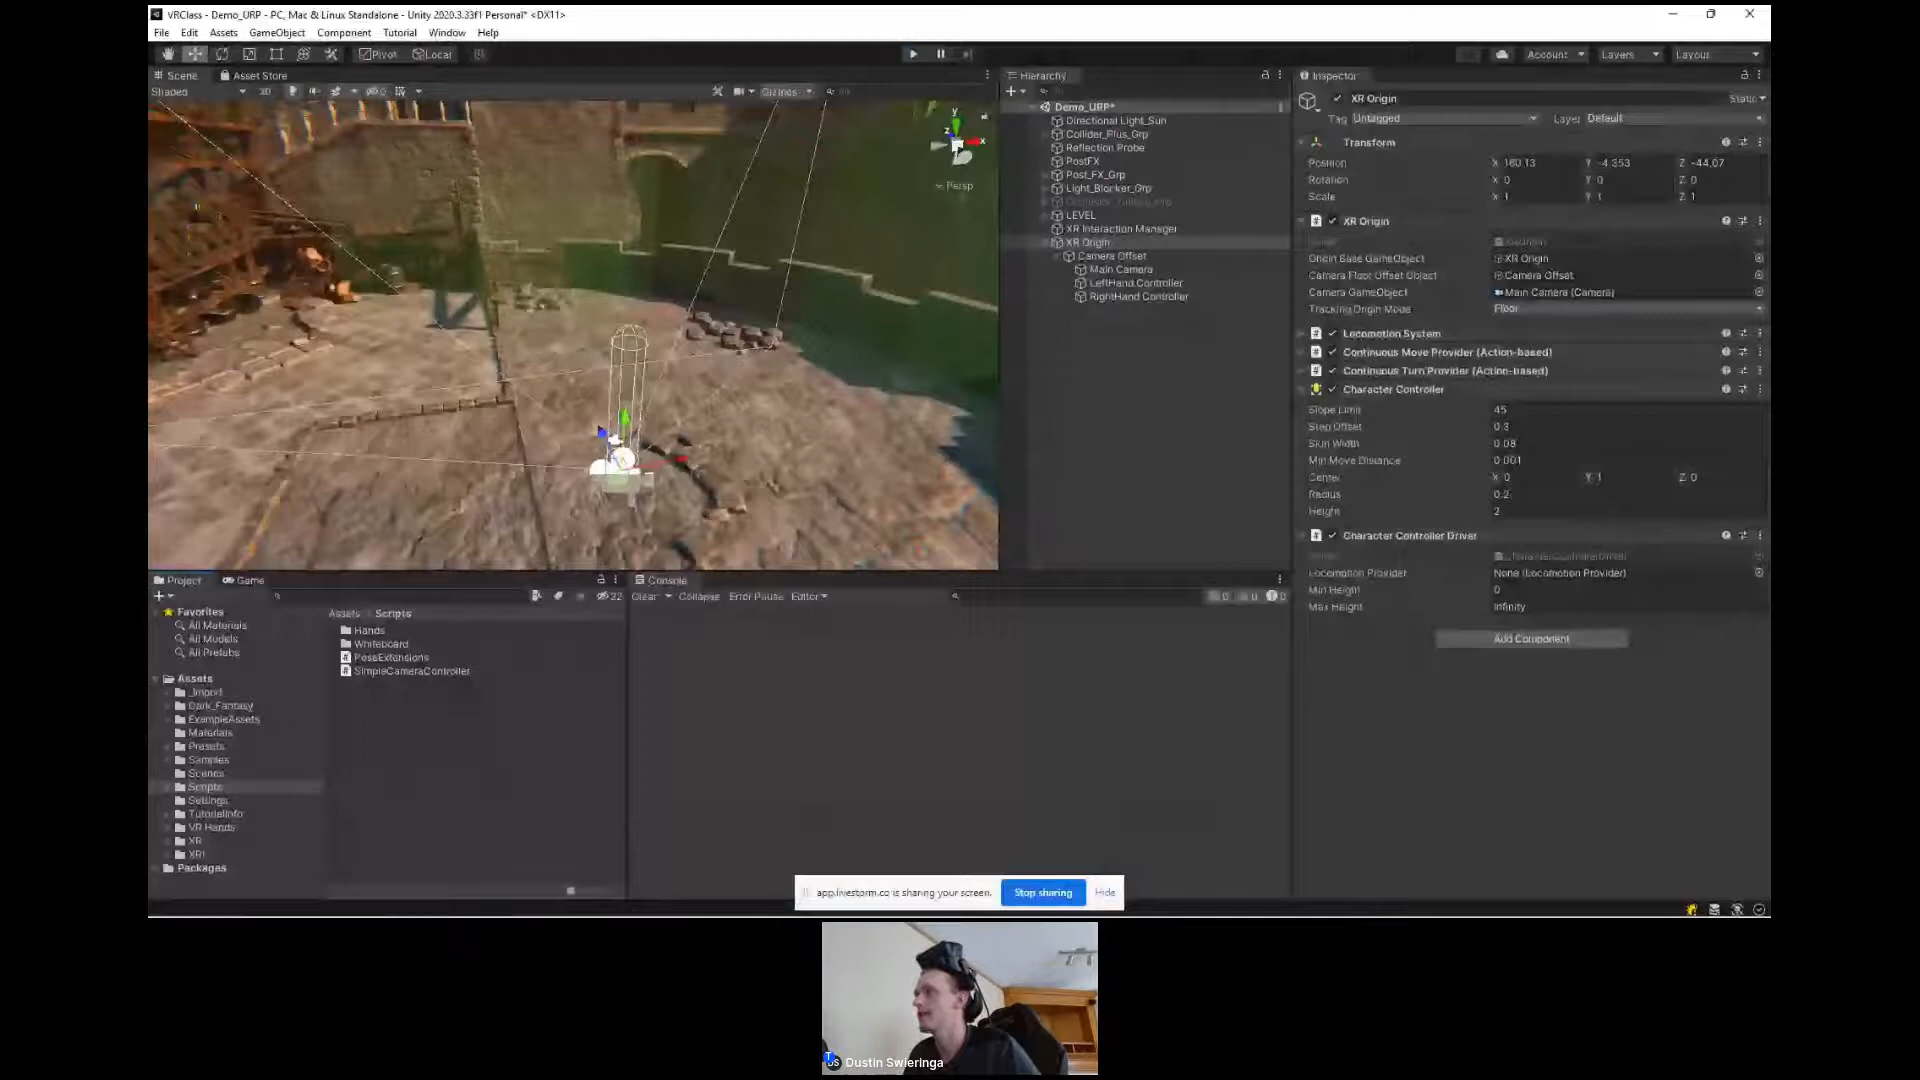 VRClass - Demo_URP - PC, Mac & Linux Standalone - Unity 2020.3.33f1 Personal* <DX11>
File Edit Assets GameObject Component Tutorial Window Help
Pivot Local
Account Layers Layout
Scene Asset Store
Shaded 2D Gizmos All
y
z x
Persp
Hierarchy
Demo_URP*
Directional Light_Sun
Collider_Plus_Grp
Reflection Probe
PostFX
Post_FX_Grp
Light_Blocker_Grp
LEVEL
XR Interaction Manager
XR Origin
Camera Offset
Main Camera
LeftHand Controller
RightHand Controller
Inspector
XR Origin Static
Tag Untagged Layer Default
Transform
Position X 160.13 Y -4.353 Z -44.07
Rotation X 0 Y 0 Z 0
Scale X 1 Y 1 Z 1
XR Origin
Origin Base GameObject XR Origin
Camera Floor Offset Object Camera Offset
Camera GameObject Main Camera (Camera)
Tracking Origin Mode Floor
Locomotion System
Continuous Move Provider (Action-based)
Continuous Turn Provider (Action-based)
Character Controller
Slope Limit 45
Step Offset 0.3
Skin Width 0.08
Min Move Distance 0.001
Center X 0 Y 1 Z 0
Radius 0.2
Height 2
Character Controller Driver
Locomotion Provider None (Locomotion Provider)
Min Height 0
Max Height Infinity
Add Component
Project Game
22
Favorites
All Materials
All Models
All Prefabs
Assets
_Import
Dark_Fantasy
ExampleAssets
Materials
Presets
Samples
Scenes
Scripts
Settings
TutorialInfo
VR Hands
XR
XRI
Packages
Assets Scripts
Hands
Whiteboard
PoseExtensions
SimpleCameraController
Console
Clear Collapse Error Pause Editor
0 0 0
app.livestorm.co is sharing your screen. Stop sharing Hide
T
DS Dustin Swieringa